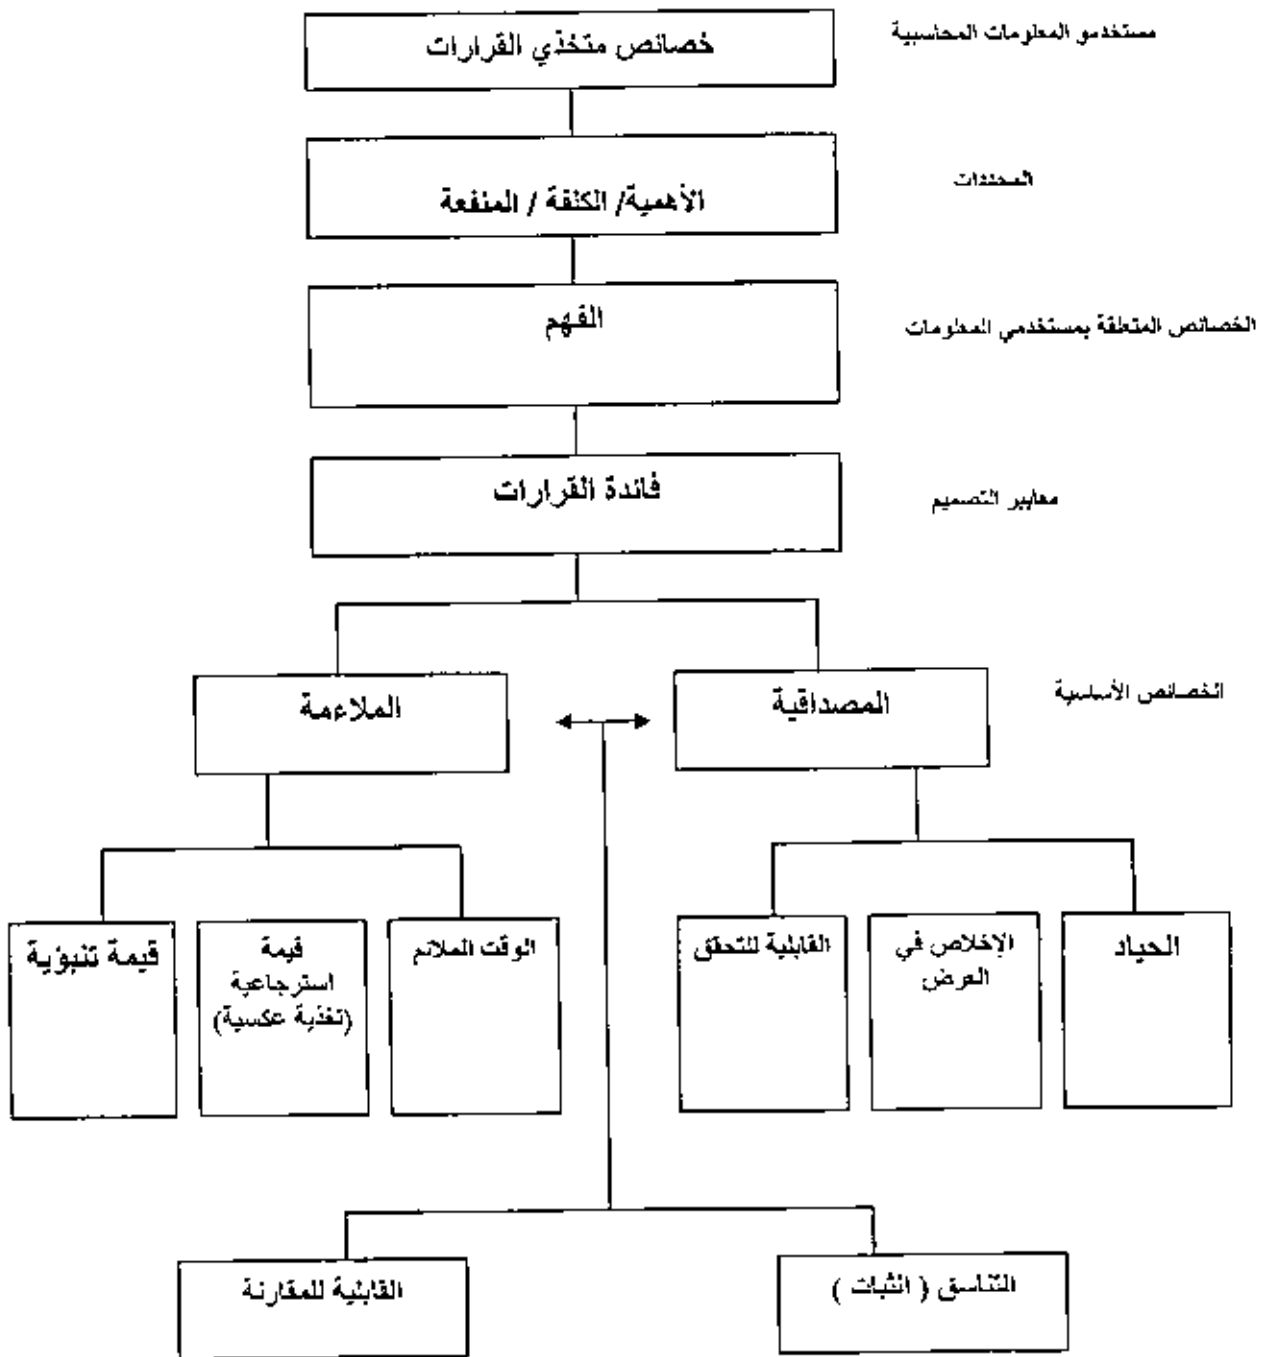 مستخدمو المعلومات المحاسبية
خصائص متخذي القرارات
المحددات
الأهمية/ الكلفة / المنفعة
الخصائص المتعلقة بمستخدمي المعلومات
الفهم
معايير التصميم
فائدة القرارات
الخصائص الأساسية
المصداقية
الملاءمة
الحياد
الإخلاص في
العرض
القابلية للتحقق
الوقت الملائم
قيمة
استرجاعية
(تغذية عكسية)
قيمة تنبؤية
التناسق ( الثبات )
القابلية للمقارنة